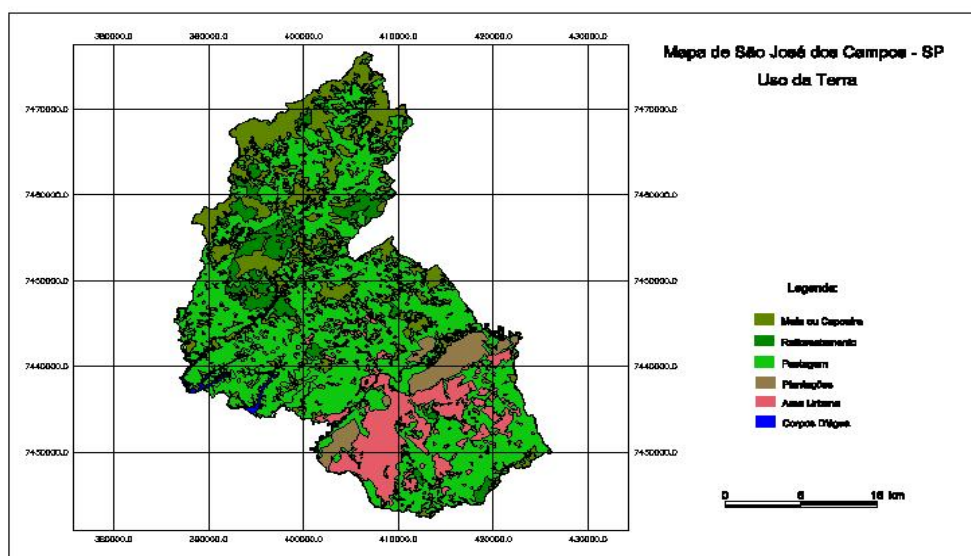 Mapa de São José dos Campos - SP
Uso da Terra
380000.0 390000.0 400000.0 410000.0 420000.0 430000.0
7470000.0 7470000.0
7460000.0 7460000.0
7450000.0 7450000.0
7440000.0 7440000.0
7430000.0 7430000.0
380000.0 390000.0 400000.0 410000.0 420000.0 430000.0
Legenda:
Mata ou Capoeira
Reflorestamento
Pastagem
Plantações
Area Urbana
Corpos D'água
0 8 16 km